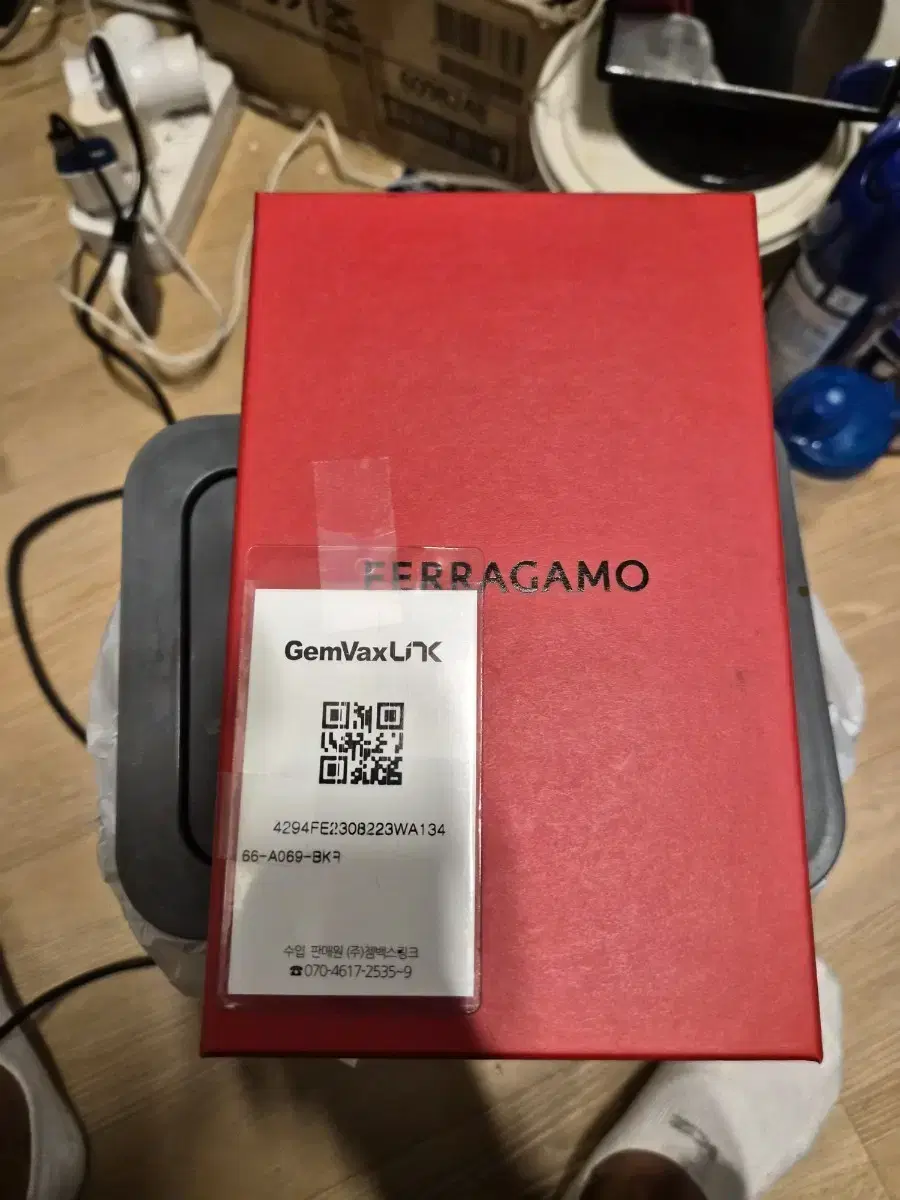 FERRAGAMO
GemVaxLINK
4294FE2308223WA134
66-A069-BKR
수입 판매원 (주)젬백스링크
☎070-4617-2535~9